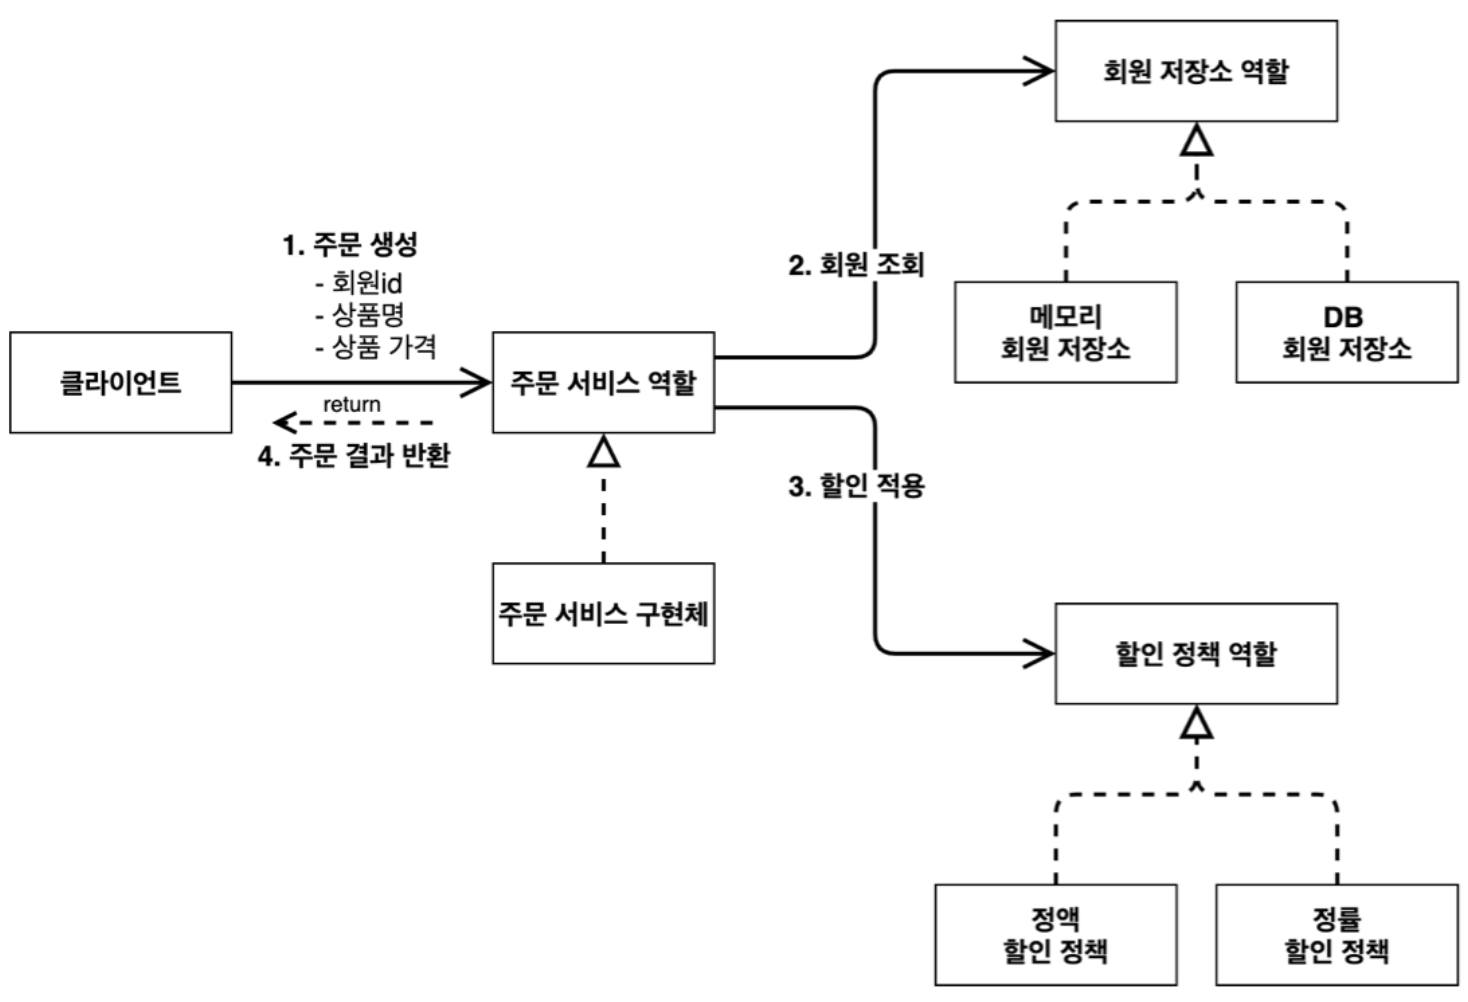 회원 저장소 역할
1. 주문 생성
- 회원id
- 상품명
- 상품 가격
2. 회원 조회
메모리
회원 저장소
DB
회원 저장소
클라이언트
주문 서비스 역할
return
4. 주문 결과 반환
3. 할인 적용
주문 서비스 구현체
할인 정책 역할
정액
할인 정책
정률
할인 정책